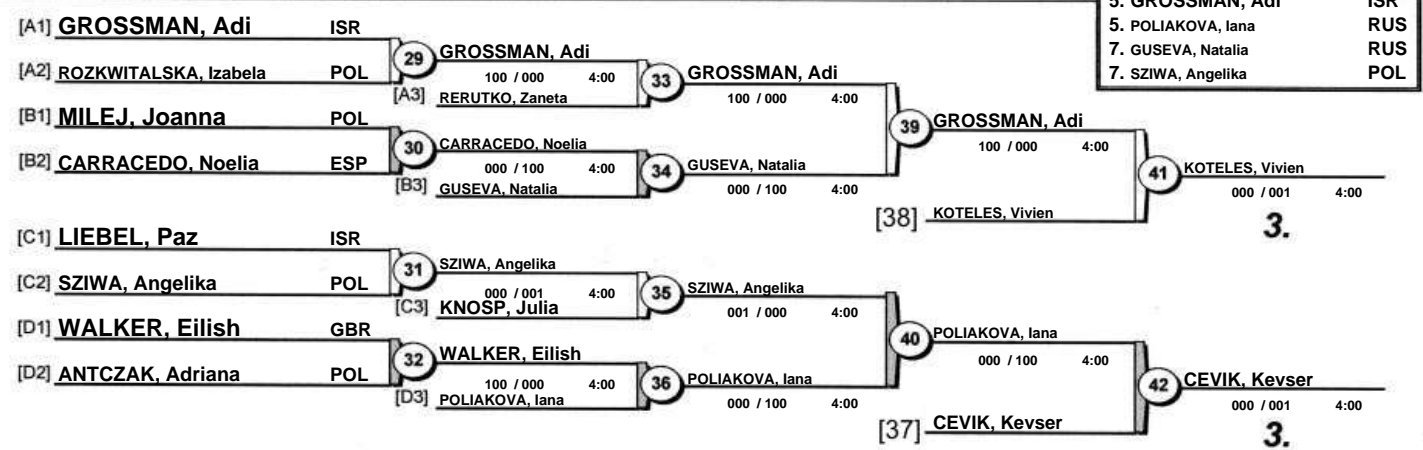 5. GROSSMAN, Adi ISR
5. POLIAKOVA, Iana RUS
7. GUSEVA, Natalia RUS
7. SZIWA, Angelika POL
[A1] GROSSMAN, Adi ISR
[A2] ROZKWITALSKA, Izabela POL
29 GROSSMAN, Adi
100 / 000 4:00
[A3] RERUTKO, Zaneta
33 GROSSMAN, Adi
100 / 000 4:00
[B1] MILEJ, Joanna POL
[B2] CARRACEDO, Noelia ESP
30 CARRACEDO, Noelia
000 / 100 4:00
[B3] GUSEVA, Natalia
34 GUSEVA, Natalia
000 / 100 4:00
39 GROSSMAN, Adi
100 / 000 4:00
[38] KOTELES, Vivien
41 KOTELES, Vivien
000 / 001 4:00
3.
[C1] LIEBEL, Paz ISR
[C2] SZIWA, Angelika POL
31 SZIWA, Angelika
000 / 001 4:00
[C3] KNOSP, Julia
35 SZIWA, Angelika
001 / 000 4:00
[D1] WALKER, Eilish GBR
[D2] ANTCZAK, Adriana POL
32 WALKER, Eilish
100 / 000 4:00
[D3] POLIAKOVA, Iana
36 POLIAKOVA, Iana
000 / 100 4:00
40 POLIAKOVA, Iana
000 / 100 4:00
[37] CEVIK, Kevser
42 CEVIK, Kevser
000 / 001 4:00
3.